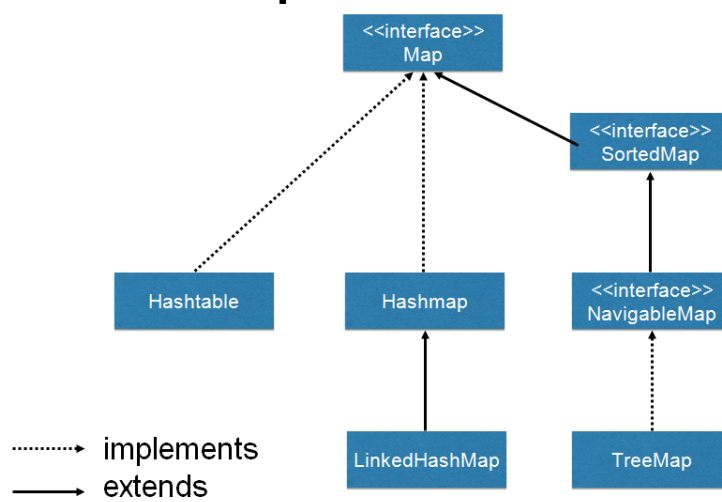 <<interface>>
Map
<<interface>>
SortedMap
Hashtable
Hashmap
<<interface>>
NavigableMap
LinkedHashMap
TreeMap
implements
extends